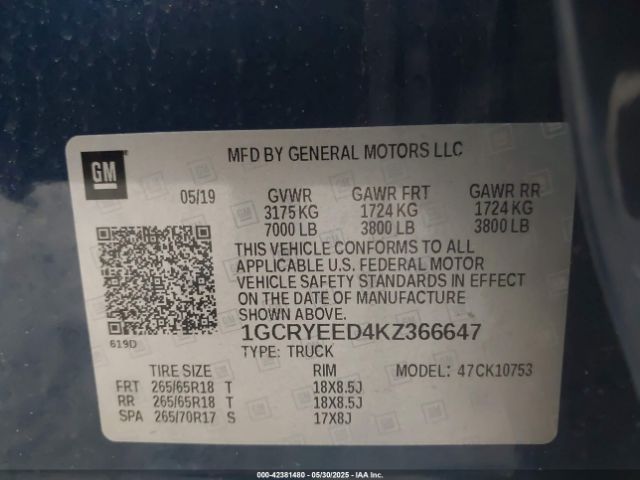 GM
MFD BY GENERAL MOTORS LLC
05/19 GVWR GAWR FRT GAWR RR
3175 KG 1724 KG 1724 KG
7000 LB 3800 LB 3800 LB
THIS VEHICLE CONFORMS TO ALL
APPLICABLE U.S. FEDERAL MOTOR
VEHICLE SAFETY STANDARDS IN EFFECT
ON THE DATE OF MANUFACTURE
SHOWN ABOVE.
619D
1GCRYEED4KZ366647
TYPE: TRUCK
TIRE SIZE RIM MODEL: 47CK10753
FRT 265/65R18 T 18X8.5J
RR 265/65R18 T 18X8.5J
SPA 265/70R17 S 17X8J
000-42381480 - 05/30/2025 - IAA Inc.